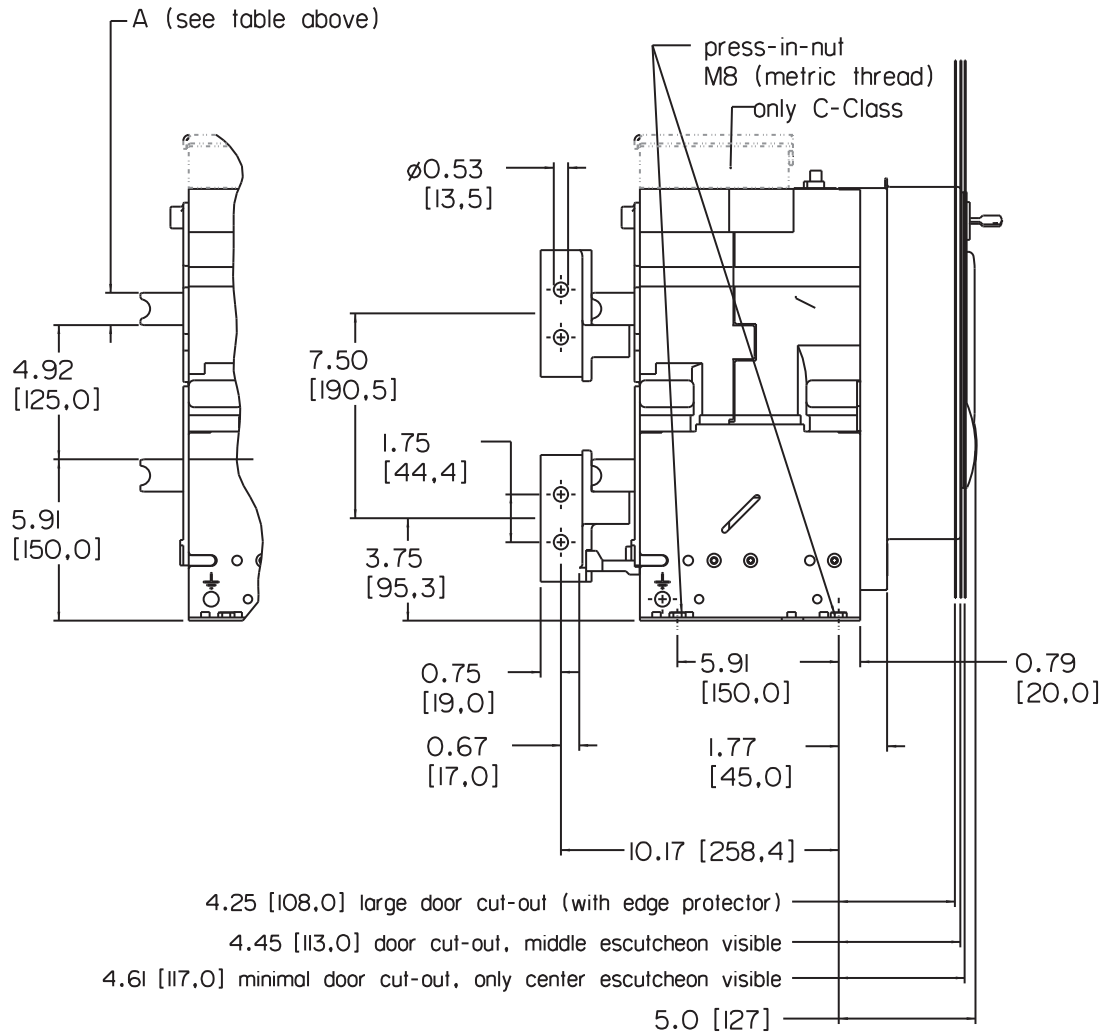 A (see table above)
press-in-nut
M8 (metric thread)
only C-Class
ø0.53
[13,5]
4.92
[125,0]
7.50
[190,5]
1.75
[44,4]
5.91
[150,0]
3.75
[95,3]
0.75
[19,0]
5.91
[150,0]
0.79
[20,0]
0.67
[17,0]
1.77
[45,0]
10.17 [258,4]
4.25 [108,0] large door cut-out (with edge protector)
4.45 [113,0] door cut-out, middle escutcheon visible
4.61 [117,0] minimal door cut-out, only center escutcheon visible
5.0 [127]